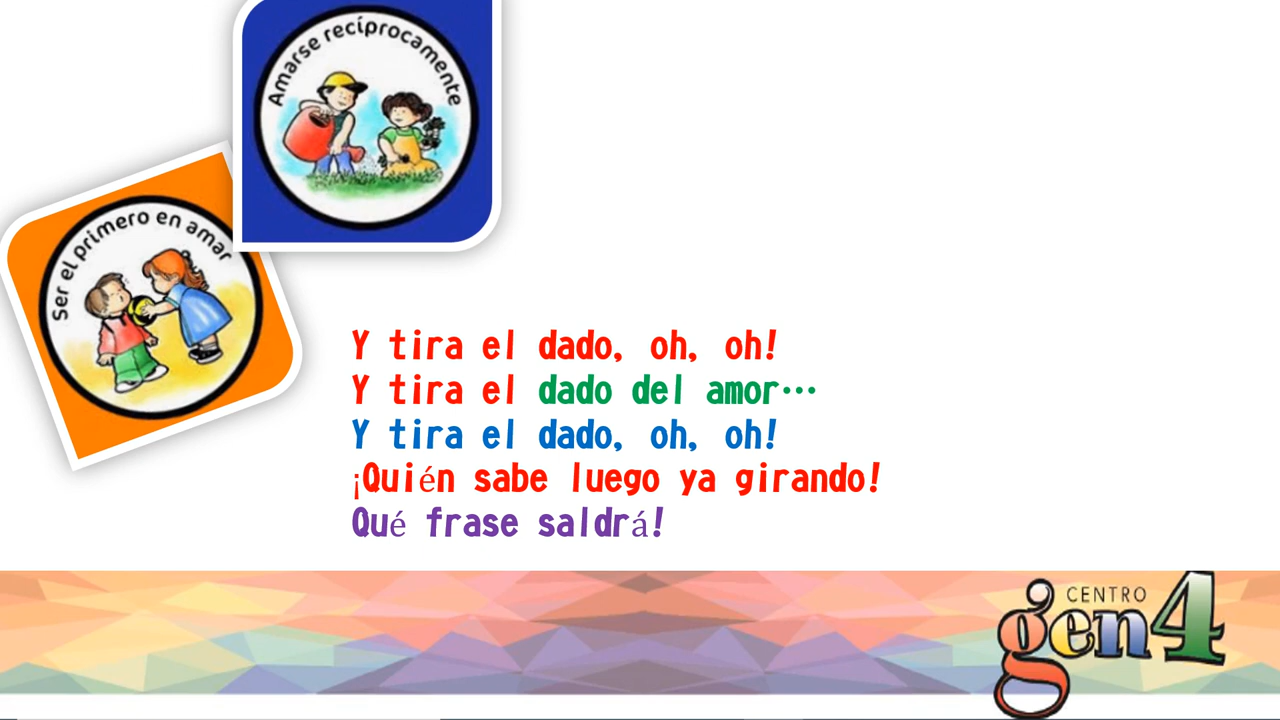 Amarse recíprocamente
Ser el primero en amar
Y tira el dado, oh, oh!
Y tira el dado del amor…
Y tira el dado, oh, oh!
¡Quién sabe luego ya girando!
Qué frase saldrá!
CENTRO
gen4